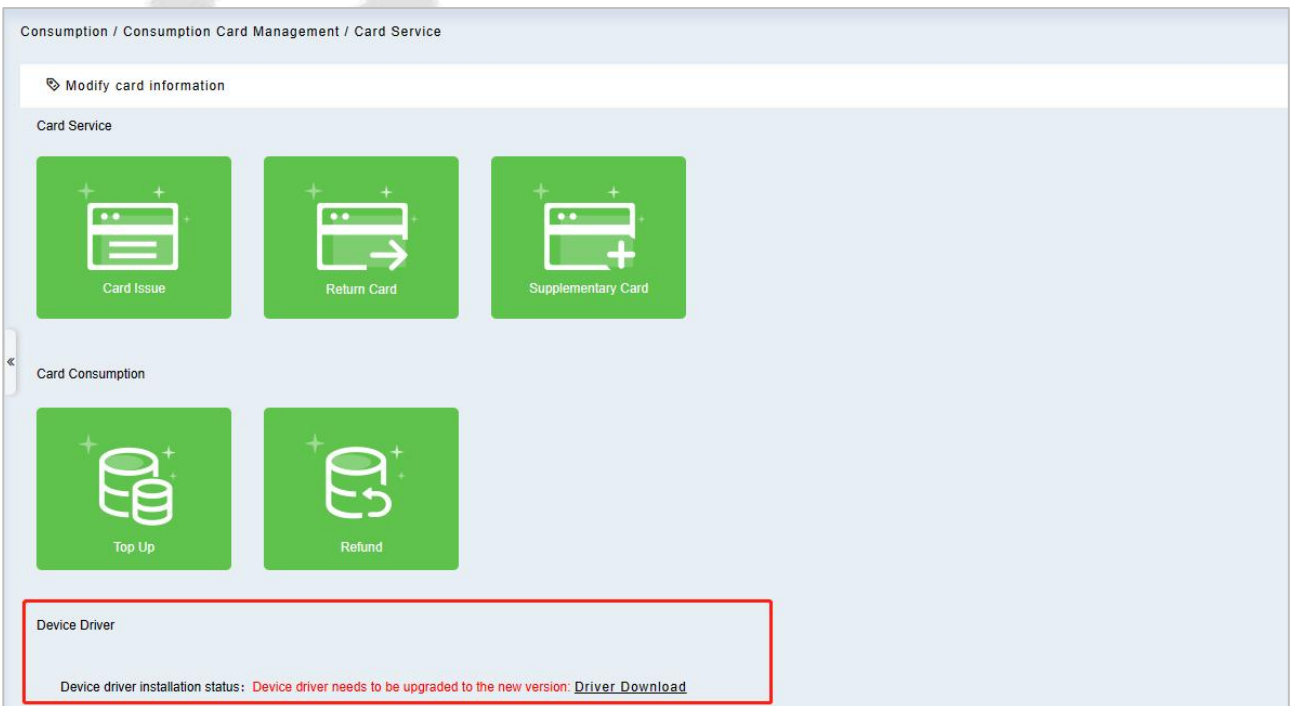 Consumption / Consumption Card Management / Card Service
Modify card information
Card Service
Card Issue
Return Card
Supplementary Card
«
Card Consumption
Top Up
Refund
Device Driver
Device driver installation status： Device driver needs to be upgraded to the new version: Driver Download